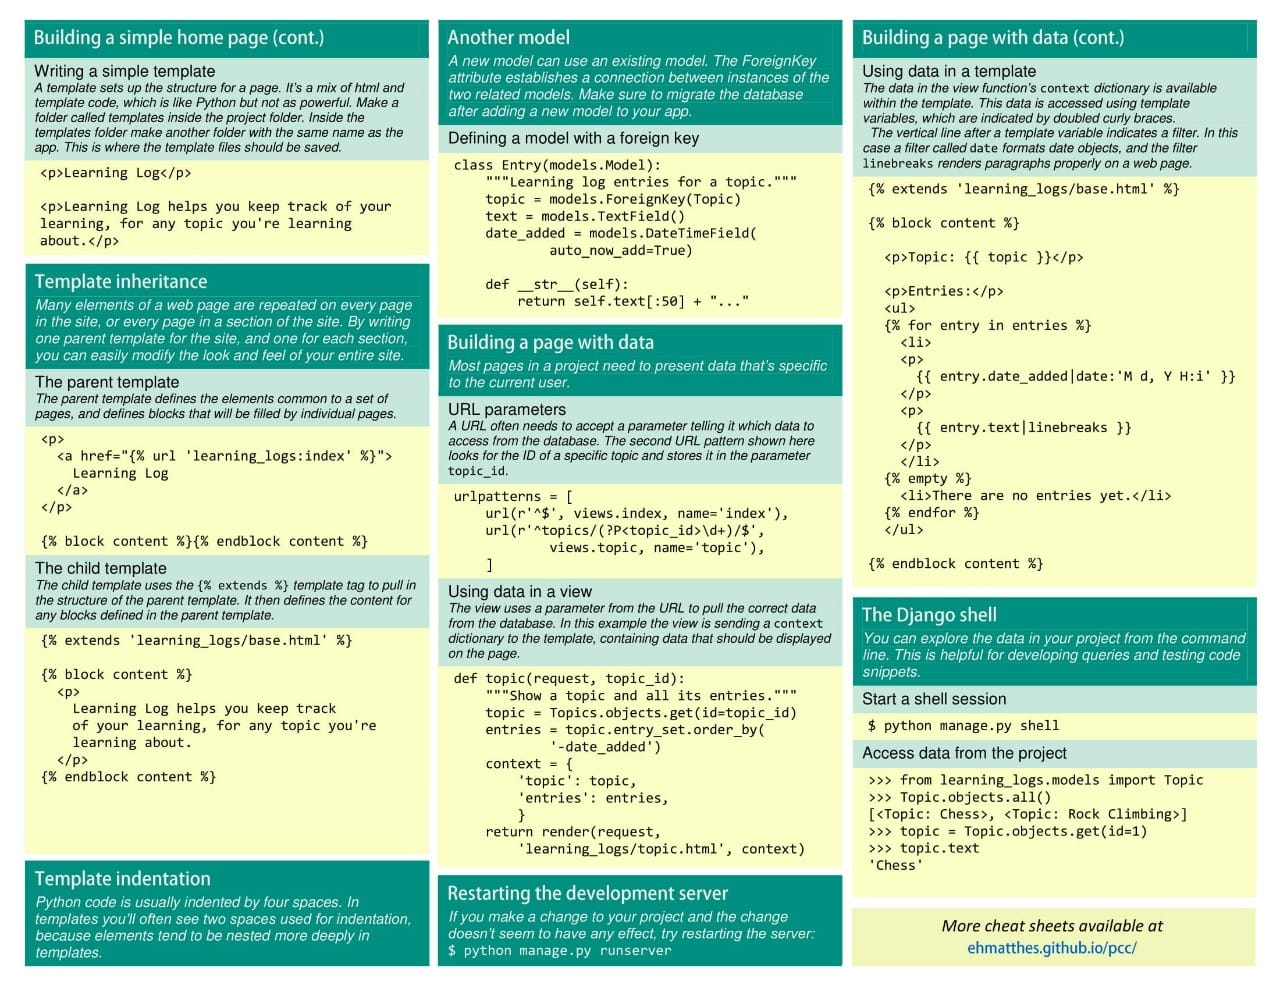 Building a simple home page (cont.)
Writing a simple template
A template sets up the structure for a page. It's a mix of html and
template code, which is like Python but not as powerful. Make a
folder called templates inside the project folder. Inside the
templates folder make another folder with the same name as the
app. This is where the template files should be saved.
<p>Learning Log</p>
<p>Learning Log helps you keep track of your
learning, for any topic you're learning
about.</p>
Template inheritance
Many elements of a web page are repeated on every page
in the site, or every page in a section of the site. By writing
one parent template for the site, and one for each section,
you can easily modify the look and feel of your entire site.
The parent template
The parent template defines the elements common to a set of
pages, and defines blocks that will be filled by individual pages.
<p>
  <a href="{% url 'learning_logs:index' %}">
    Learning Log
  </a>
</p>
{% block content %}{% endblock content %}
The child template
The child template uses the {% extends %} template tag to pull in
the structure of the parent template. It then defines the content for
any blocks defined in the parent template.
{% extends 'learning_logs/base.html' %}
{% block content %}
  <p>
    Learning Log helps you keep track
    of your learning, for any topic you're
    learning about.
  </p>
{% endblock content %}
Template indentation
Python code is usually indented by four spaces. In
templates you'll often see two spaces used for indentation,
because elements tend to be nested more deeply in
templates.
Another model
A new model can use an existing model. The ForeignKey
attribute establishes a connection between instances of the
two related models. Make sure to migrate the database
after adding a new model to your app.
Defining a model with a foreign key
class Entry(models.Model):
    """Learning log entries for a topic."""
    topic = models.ForeignKey(Topic)
    text = models.TextField()
    date_added = models.DateTimeField(
            auto_now_add=True)
    def __str__(self):
        return self.text[:50] + "..."
Building a page with data
Most pages in a project need to present data that's specific
to the current user.
URL parameters
A URL often needs to accept a parameter telling it which data to
access from the database. The second URL pattern shown here
looks for the ID of a specific topic and stores it in the parameter
topic_id.
urlpatterns = [
    url(r'^$', views.index, name='index'),
    url(r'^topics/(?P<topic_id>\d+)/$',
            views.topic, name='topic'),
    ]
Using data in a view
The view uses a parameter from the URL to pull the correct data
from the database. In this example the view is sending a context
dictionary to the template, containing data that should be displayed
on the page.
def topic(request, topic_id):
    """Show a topic and all its entries."""
    topic = Topics.objects.get(id=topic_id)
    entries = topic.entry_set.order_by(
            '-date_added')
    context = {
        'topic': topic,
        'entries': entries,
        }
    return render(request,
        'learning_logs/topic.html', context)
Restarting the development server
If you make a change to your project and the change
doesn't seem to have any effect, try restarting the server:
$ python manage.py runserver
Building a page with data (cont.)
Using data in a template
The data in the view function's context dictionary is available
within the template. This data is accessed using template
variables, which are indicated by doubled curly braces.
The vertical line after a template variable indicates a filter. In this
case a filter called date formats date objects, and the filter
linebreaks renders paragraphs properly on a web page.
{% extends 'learning_logs/base.html' %}
{% block content %}
  <p>Topic: {{ topic }}</p>
  <p>Entries:</p>
  <ul>
  {% for entry in entries %}
    <li>
    <p>
      {{ entry.date_added|date:'M d, Y H:i' }}
    </p>
    <p>
      {{ entry.text|linebreaks }}
    </p>
    </li>
  {% empty %}
    <li>There are no entries yet.</li>
  {% endfor %}
  </ul>
{% endblock content %}
The Django shell
You can explore the data in your project from the command
line. This is helpful for developing queries and testing code
snippets.
Start a shell session
$ python manage.py shell
Access data from the project
>>> from learning_logs.models import Topic
>>> Topic.objects.all()
[<Topic: Chess>, <Topic: Rock Climbing>]
>>> topic = Topic.objects.get(id=1)
>>> topic.text
'Chess'
More cheat sheets available at
ehmatthes.github.io/pcc/